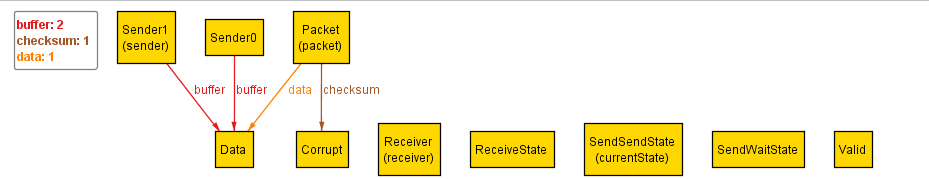 buffer: 2
checksum: 1
data: 1
Sender1
(sender)
Sender0
Packet
(packet)
buffer
buffer
data
checksum
Data
Corrupt
Receiver
(receiver)
ReceiveState
SendSendState
(currentState)
SendWaitState
Valid